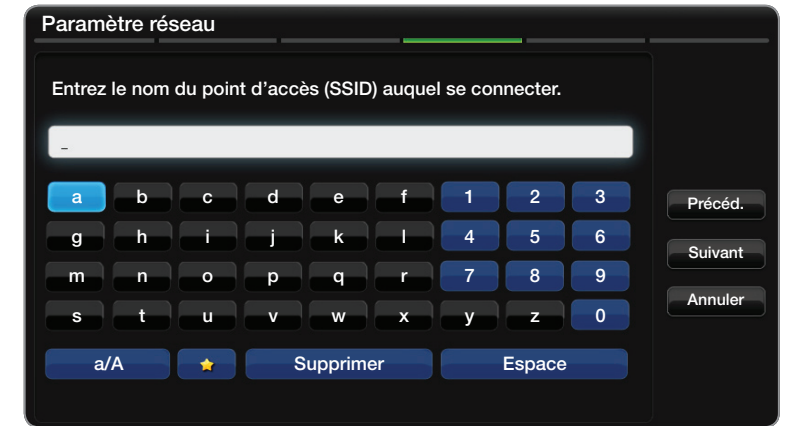 Paramètre réseau
Entrez le nom du point d'accès (SSID) auquel se connecter.
_
a b c d e f 1 2 3
g h i j k l 4 5 6
m n o p q r 7 8 9
s t u v w x y z 0
a/A Supprimer Espace
Précéd.
Suivant
Annuler